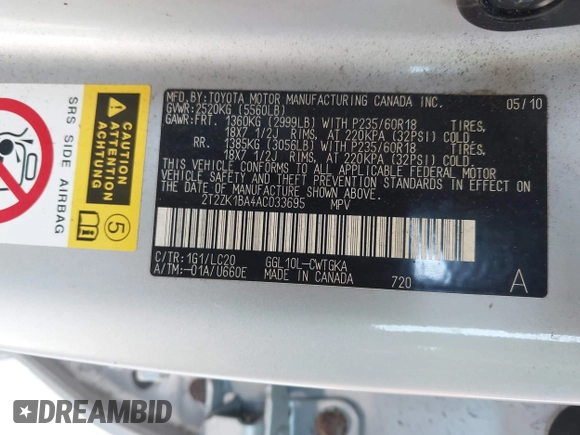 SRS SIDE AIRBAG
CAUTION
ATTENTION
ACHTUNG
5
MFD. BY: TOYOTA MOTOR MANUFACTURING CANADA INC. 05/10
GVWR: 2520KG (5560LB)
GAWR: FRT. 1360KG (2999LB) WITH P235/60R18 TIRES,
18X7 1/2J RIMS, AT 220KPA (32PSI) COLD
RR. 1385KG (3056LB) WITH P235/60R18 TIRES,
18X7 1/2J RIMS, AT 220KPA (32PSI) COLD
THIS VEHICLE CONFORMS TO ALL APPLICABLE FEDERAL MOTOR
VEHICLE SAFETY AND THEFT PREVENTION STANDARDS IN EFFECT ON
THE DATE OF MANUFACTURE SHOWN ABOVE.
2T2ZK1BA4AC033695 MPV
C/TR: 1G1/LC20 GGL10L-CWTGKA
A/TM: -01A/U660E MADE IN CANADA 720 A
DREAMBID